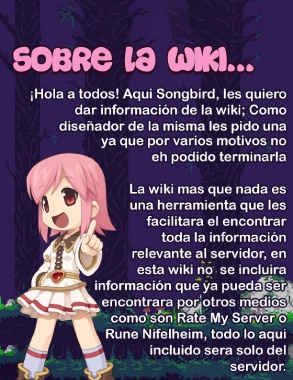 SOBRE LA WIKI...
¡Hola a todos! Aqui Songbird, les quiero
dar información de la wiki; Como
diseñador de la misma les pido una
ya que por varios motivos no
eh podido terminarla
La wiki mas que nada es
una herramienta que les
facilitara el encontrar
toda la información
relevante al servidor, en
esta wiki no se incluira
información que ya pueda ser
encontrara por otros medios
como son Rate My Server o
Rune Nifelheim, todo lo aqui
incluido sera solo del
servidor.